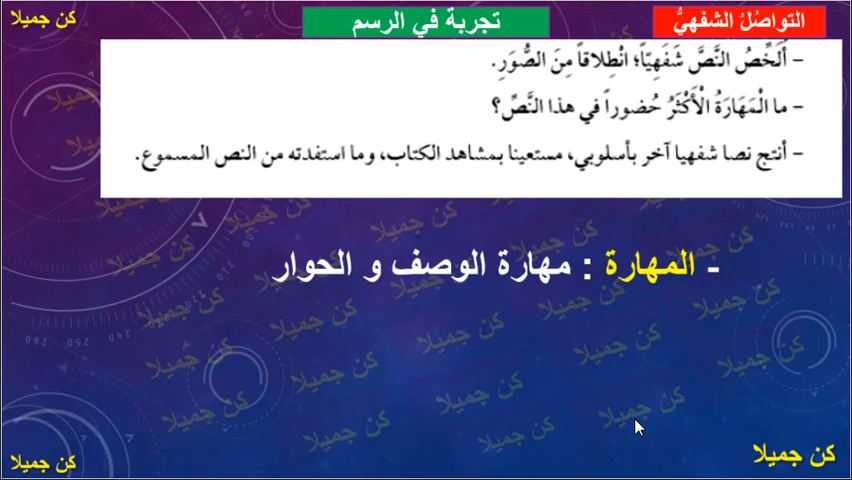 التواصُلُ الشفهيُّ
تجربة في الرسم
كن جميلا
- أُلَخِّصُ النَّصَّ شَفَهِيّاً؛ انْطِلاقاً مِنَ الصُّوَرِ.
- ما الْمَهَارَةُ الْأَكْثَرُ حُضوراً في هذا النَّصِّ؟
- أنتج نصا شفهيا آخر بأسلوبي، مستعينا بمشاهد الكتاب، وما استفدته من النص المسموع.
- المهارة : مهارة الوصف و الحوار
كن جميلا
كن جميلا